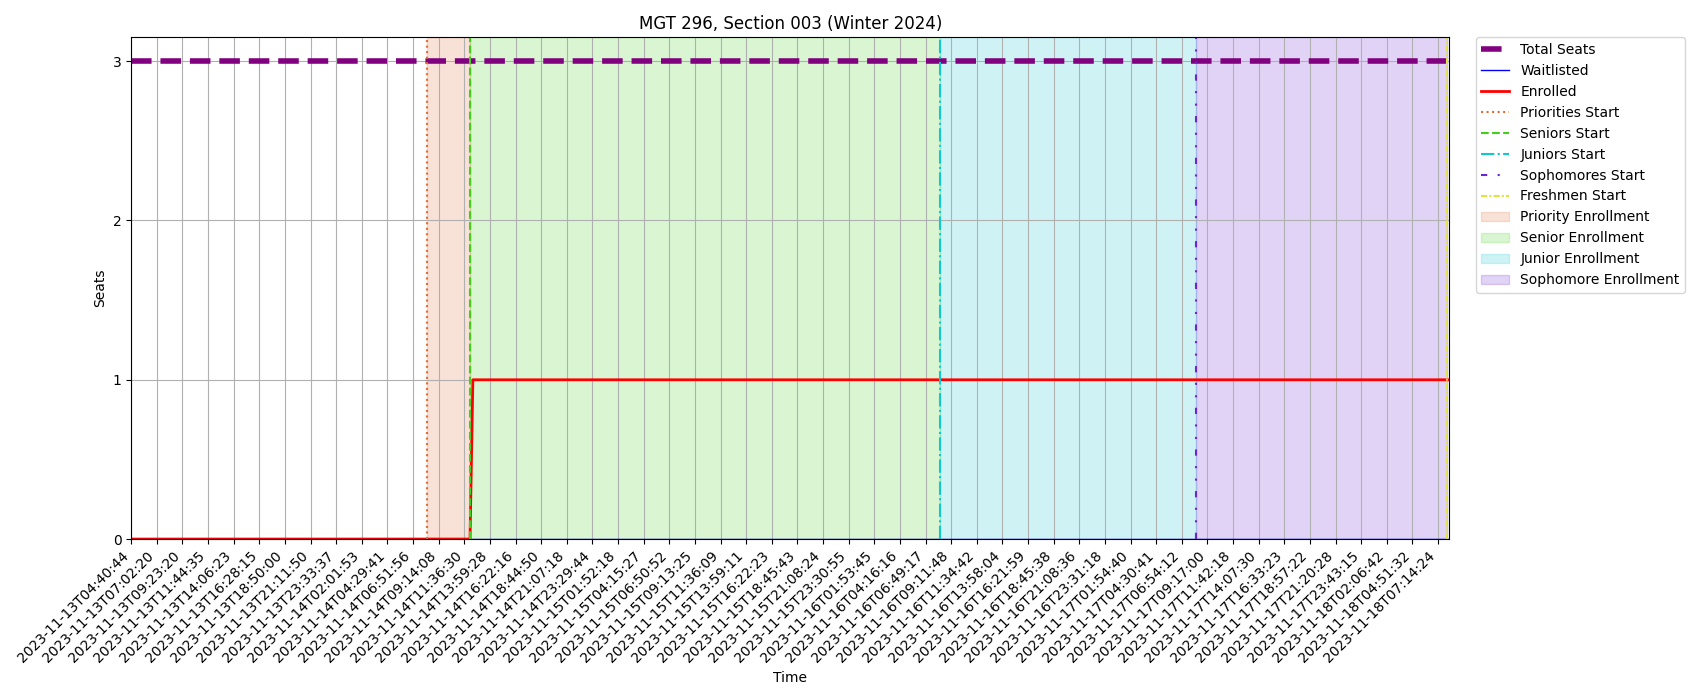 MGT 296, Section 003 (Winter 2024)
3
2
1
0
Seats
Total Seats
Waitlisted
Enrolled
Priorities Start
Seniors Start
Juniors Start
Sophomores Start
Freshmen Start
Priority Enrollment
Senior Enrollment
Junior Enrollment
Sophomore Enrollment
2023-11-13T04:40:44
2023-11-13T07:02:20
2023-11-13T09:23:20
2023-11-13T11:44:35
2023-11-13T14:06:23
2023-11-13T16:28:15
2023-11-13T18:50:00
2023-11-13T21:11:50
2023-11-13T23:33:37
2023-11-14T02:01:53
2023-11-14T04:29:41
2023-11-14T06:51:56
2023-11-14T09:14:08
2023-11-14T11:36:30
2023-11-14T13:59:28
2023-11-14T16:22:16
2023-11-14T18:44:50
2023-11-14T21:07:18
2023-11-14T23:29:44
2023-11-15T01:52:18
2023-11-15T04:15:27
2023-11-15T06:50:52
2023-11-15T09:13:25
2023-11-15T11:36:09
2023-11-15T13:59:11
2023-11-15T16:22:23
2023-11-15T18:45:43
2023-11-15T21:08:24
2023-11-15T23:30:55
2023-11-16T01:53:45
2023-11-16T04:16:16
2023-11-16T06:49:17
2023-11-16T09:11:48
2023-11-16T11:34:42
2023-11-16T13:58:04
2023-11-16T16:21:59
2023-11-16T18:45:38
2023-11-16T21:08:36
2023-11-16T23:31:18
2023-11-17T01:54:40
2023-11-17T04:30:41
2023-11-17T06:54:12
2023-11-17T09:17:00
2023-11-17T11:42:18
2023-11-17T14:07:30
2023-11-17T16:33:23
2023-11-17T18:57:22
2023-11-17T21:20:28
2023-11-17T23:43:15
2023-11-18T02:06:42
2023-11-18T04:51:32
2023-11-18T07:14:24
Time